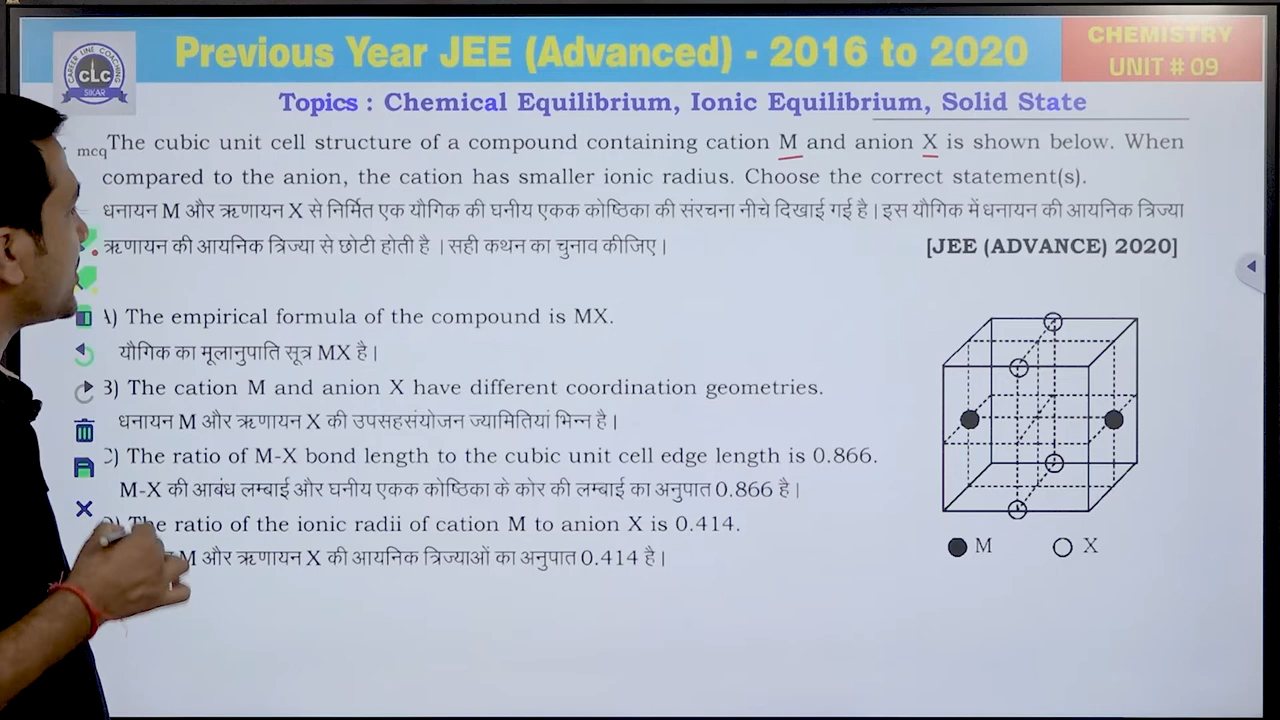 Previous Year JEE (Advanced) - 2016 to 2020
CHEMISTRY
UNIT # 09
CAREER LINE COACHING
CLC
SIKAR
Topics : Chemical Equilibrium, Ionic Equilibrium, Solid State
mcq
The cubic unit cell structure of a compound containing cation M and anion X is shown below. When
compared to the anion, the cation has smaller ionic radius. Choose the correct statement(s).
धनायन M और ऋणायन X से निर्मित एक यौगिक की घनीय एकक कोष्ठिका की संरचना नीचे दिखाई गई है। इस यौगिक में धनायन की आयनिक त्रिज्या
ऋणायन की आयनिक त्रिज्या से छोटी होती है । सही कथन का चुनाव कीजिए।
[JEE (ADVANCE) 2020]
) The empirical formula of the compound is MX.
यौगिक का मूलानुपाति सूत्र MX है।
) The cation M and anion X have different coordination geometries.
धनायन M और ऋणायन X की उपसहसंयोजन ज्यामितियां भिन्न है।
) The ratio of M-X bond length to the cubic unit cell edge length is 0.866.
M-X की आबंध लम्बाई और घनीय एकक कोष्ठिका के कोर की लम्बाई का अनुपात 0.866 है।
) The ratio of the ionic radii of cation M to anion X is 0.414.
M और ऋणायन X की आयनिक त्रिज्याओं का अनुपात 0.414 है।
M X